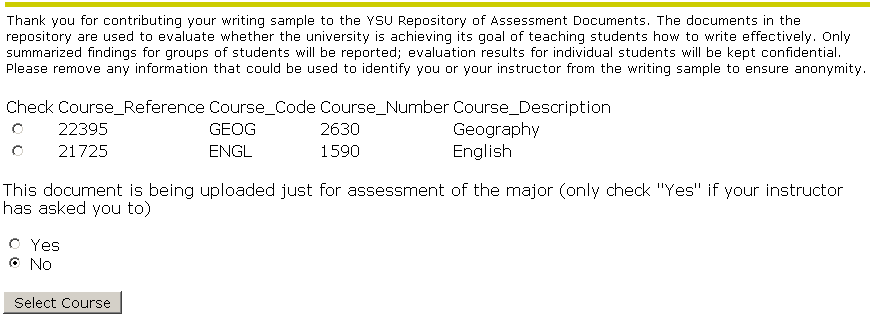 Thank you for contributing your writing sample to the YSU Repository of Assessment Documents. The documents in the
repository are used to evaluate whether the university is achieving its goal of teaching students how to write effectively. Only
summarized findings for groups of students will be reported; evaluation results for individual students will be kept confidential.
Please remove any information that could be used to identify you or your instructor from the writing sample to ensure anonymity.
Check Course_Reference Course_Code Course_Number Course_Description
22395 GEOG 2630 Geography
21725 ENGL 1590 English
This document is being uploaded just for assessment of the major (only check "Yes" if your instructor
has asked you to)
Yes
No
Select Course